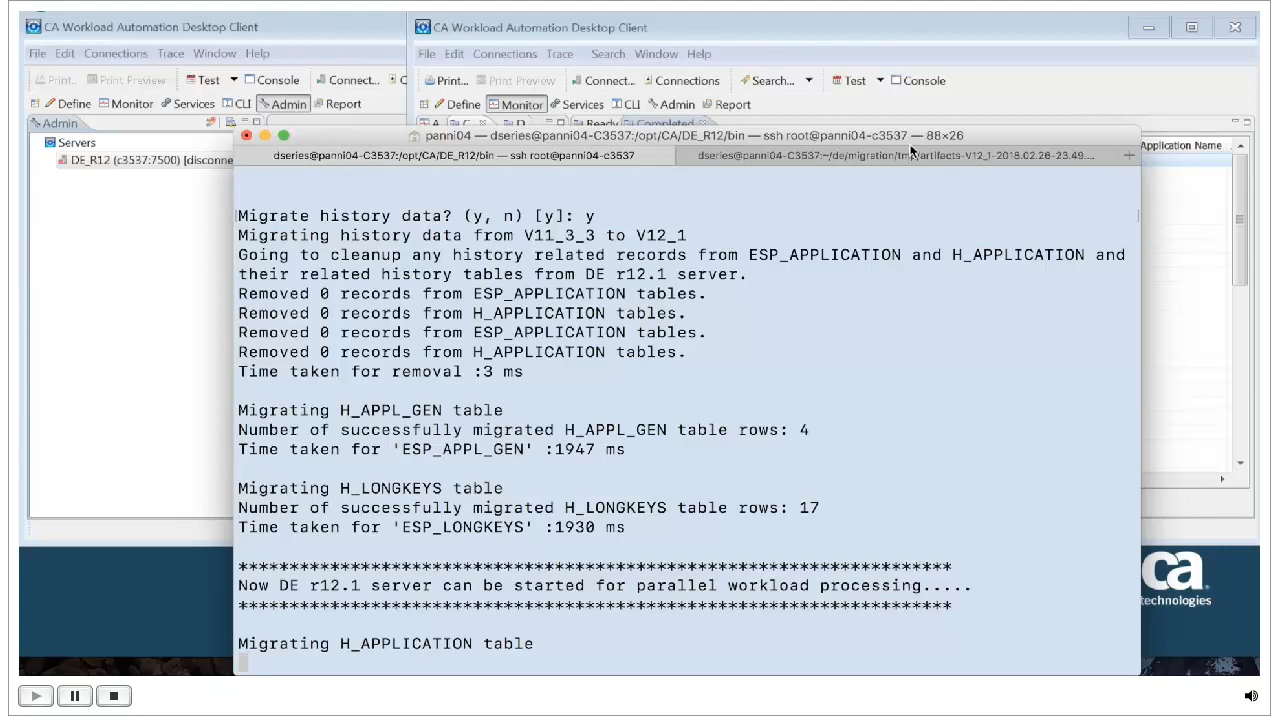 CA Workload Automation Desktop Client
File Edit Connections Trace Window Help
Print.. Print Preview Test Console Connect... C
Define Monitor Services CLI Admin Report
Admin
Servers
DE_R12 (c3537:7500) [disconne
CA Workload Automation Desktop Client
File Edit Connections Trace Search Window Help
Print... Print Preview Connect... Connections Search... Test Console
Define Monitor Services CLI Admin Report
Ready Completed
Application Name
panni04 — dseries@panni04-C3537:/opt/CA/DE_R12/bin — ssh root@panni04-c3537 — 88×26
dseries@panni04-C3537:/opt/CA/DE_R12/bin — ssh root@panni04-c3537
Migrate history data? (y, n) [y]: y
Migrating history data from V11_3_3 to V12_1
Going to cleanup any history related records from ESP_APPLICATION and H_APPLICATION and
their related history tables from DE r12.1 server.
Removed 0 records from ESP_APPLICATION tables.
Removed 0 records from H_APPLICATION tables.
Removed 0 records from ESP_APPLICATION tables.
Removed 0 records from H_APPLICATION tables.
Time taken for removal :3 ms
Migrating H_APPL_GEN table
Number of successfully migrated H_APPL_GEN table rows: 4
Time taken for 'ESP_APPL_GEN' :1947 ms
Migrating H_LONGKEYS table
Number of successfully migrated H_LONGKEYS table rows: 17
Time taken for 'ESP_LONGKEYS' :1930 ms
**********************************************************************
Now DE r12.1 server can be started for parallel workload processing.....
**********************************************************************
Migrating H_APPLICATION table
ca
technologies